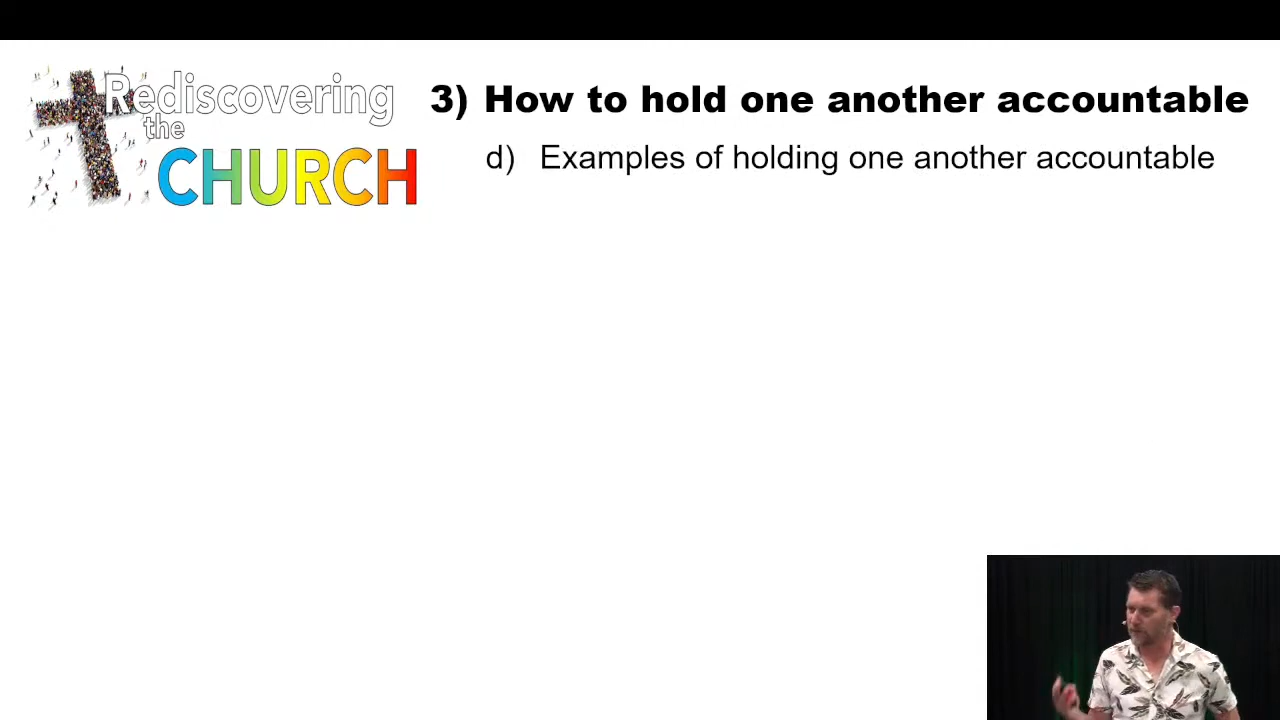 Rediscovering
the
CHURCH
3) How to hold one another accountable
d) Examples of holding one another accountable